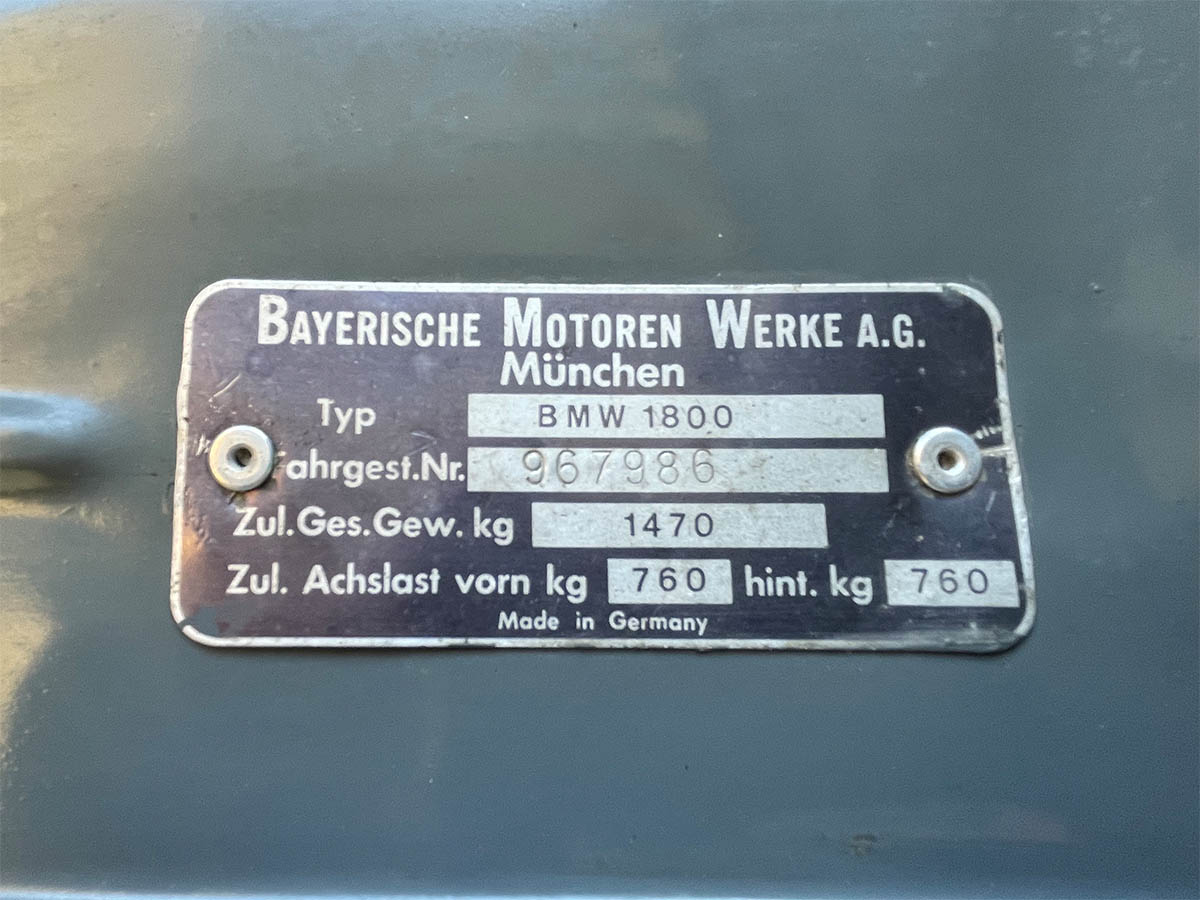 BAYERISCHE MOTOREN WERKE A.G.
München
Typ BMW 1800
ahrgest.Nr. 967986
Zul.Ges.Gew. kg 1470
Zul. Achslast vorn kg 760 hint. kg 760
Made in Germany